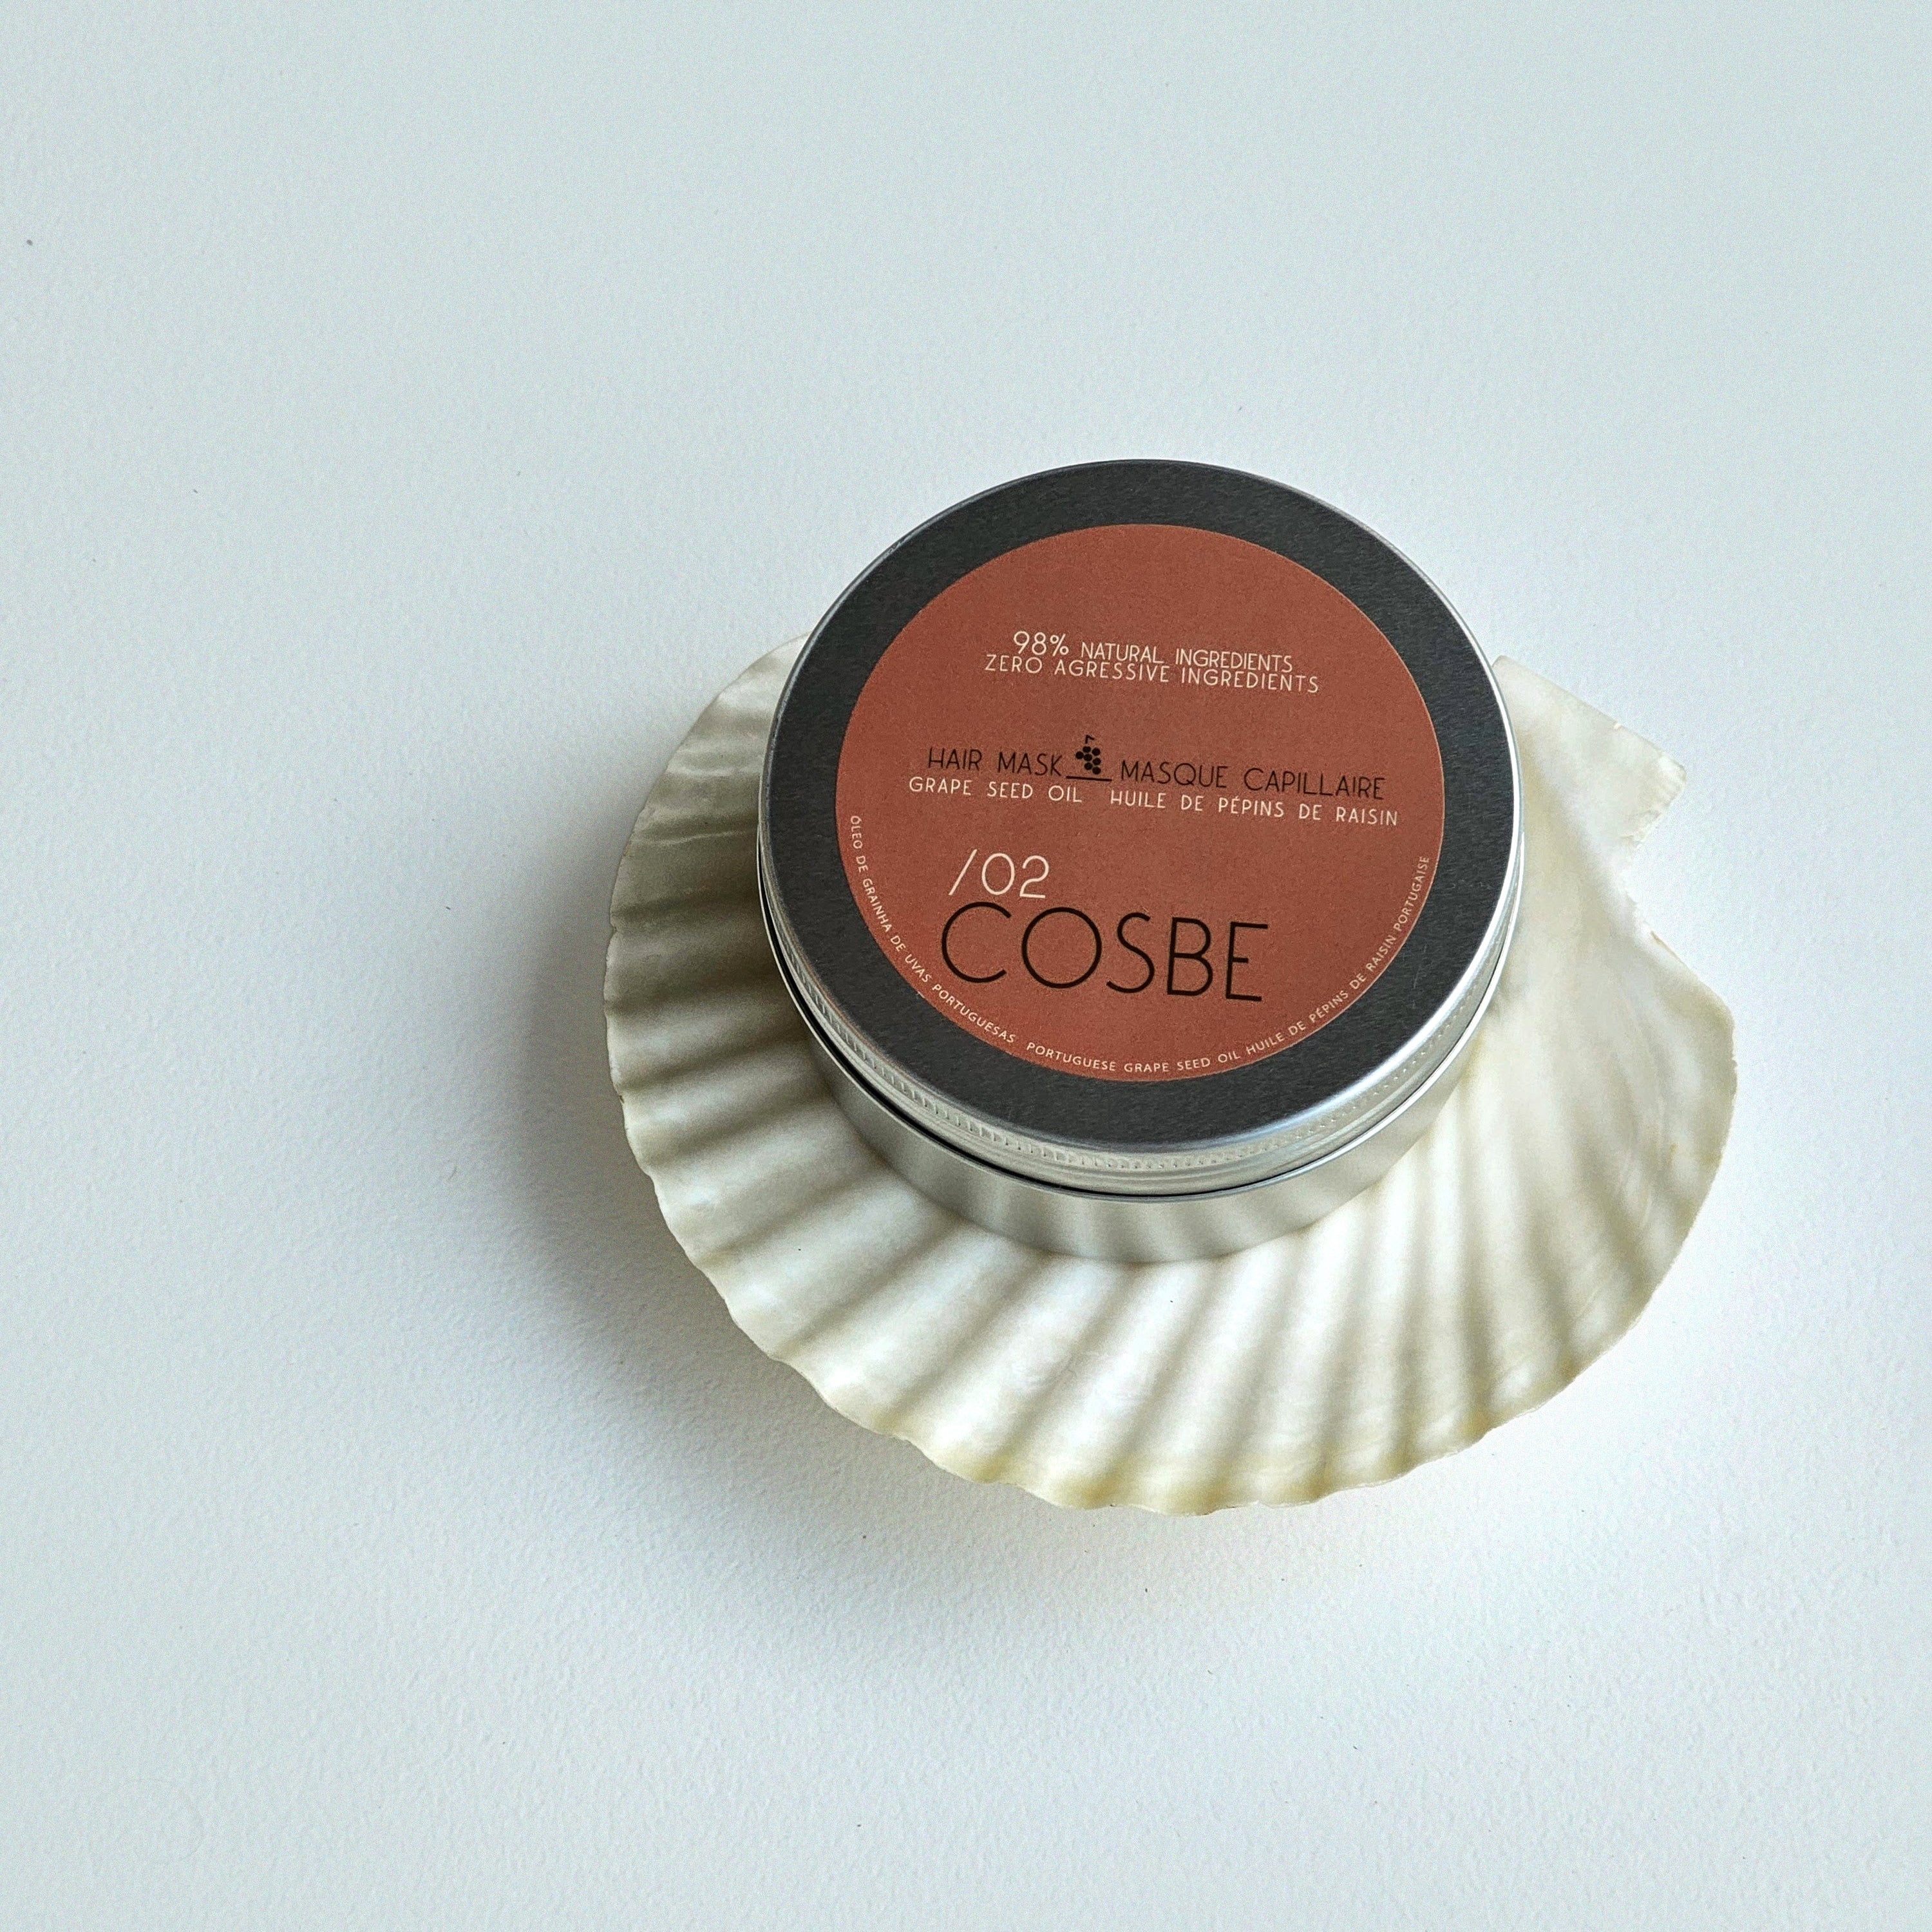 98% NATURAL INGREDIENTS
ZERO AGRESSIVE INGREDIENTS
HAIR MASK MASQUE CAPILLAIRE
GRAPE SEED OIL HUILE DE PÉPINS DE RAISIN
/02
COSBE
ÓLEO DE GRAINHA DE UVAS PORTUGUESAS PORTUGUESE GRAPE SEED OIL HUILE DE PÉPINS DE RAISIN PORTUGAISE